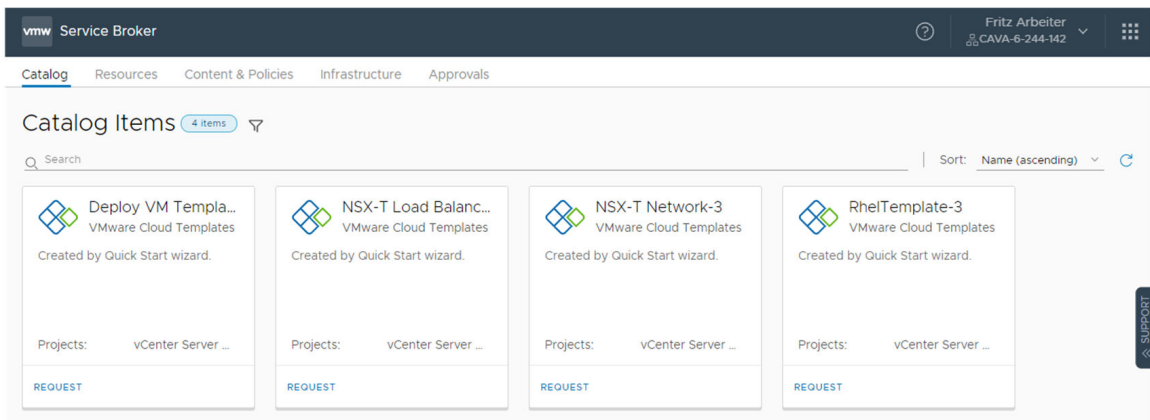 vmw Service Broker
Fritz Arbeiter
CAVA-6-244-142
Catalog Resources Content & Policies Infrastructure Approvals
Catalog Items 4 items
Search
Sort: Name (ascending)
Deploy VM Templa...
VMware Cloud Templates
Created by Quick Start wizard.
Projects: vCenter Server ...
REQUEST
NSX-T Load Balanc...
VMware Cloud Templates
Created by Quick Start wizard.
Projects: vCenter Server ...
REQUEST
NSX-T Network-3
VMware Cloud Templates
Created by Quick Start wizard.
Projects: vCenter Server ...
REQUEST
RhelTemplate-3
VMware Cloud Templates
Created by Quick Start wizard.
Projects: vCenter Server ...
REQUEST
SUPPORT